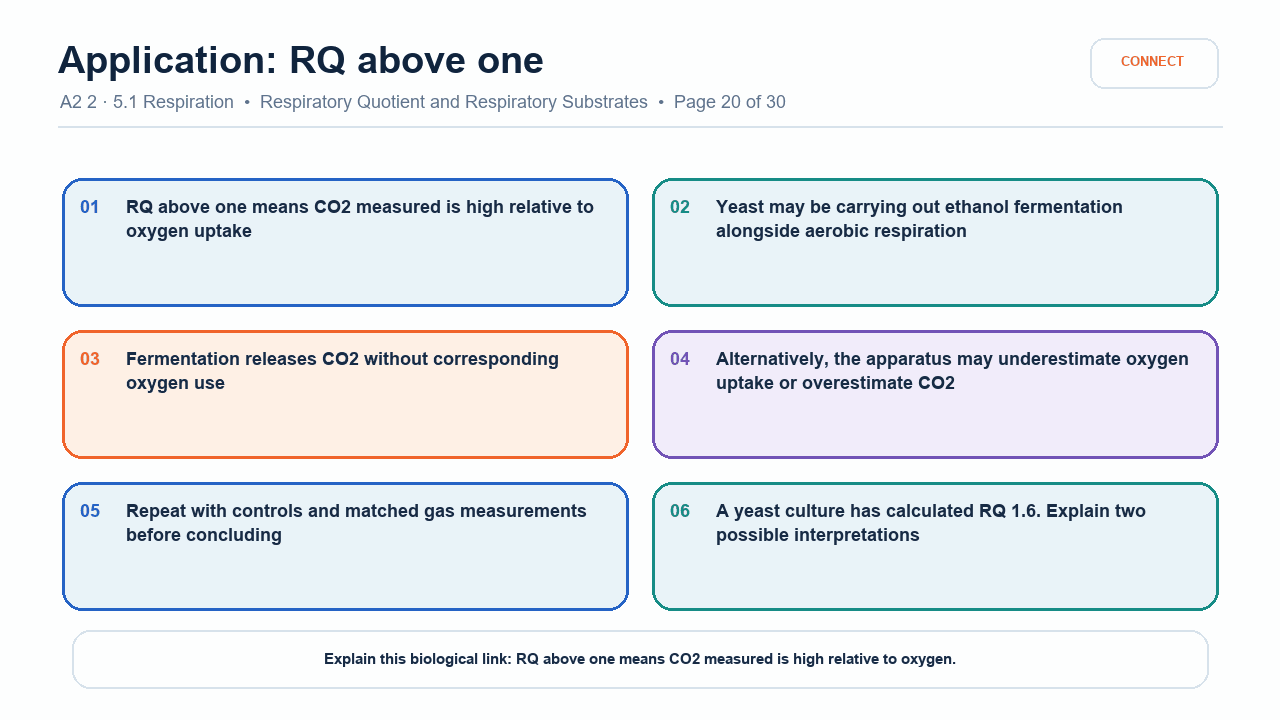 Application: RQ above one
CONNECT
A2 2 · 5.1 Respiration • Respiratory Quotient and Respiratory Substrates • Page 20 of 30
01 RQ above one means CO2 measured is high relative to
oxygen uptake
02 Yeast may be carrying out ethanol fermentation
alongside aerobic respiration
03 Fermentation releases CO2 without corresponding
oxygen use
04 Alternatively, the apparatus may underestimate oxygen
uptake or overestimate CO2
05 Repeat with controls and matched gas measurements
before concluding
06 A yeast culture has calculated RQ 1.6. Explain two
possible interpretations
Explain this biological link: RQ above one means CO2 measured is high relative to oxygen.